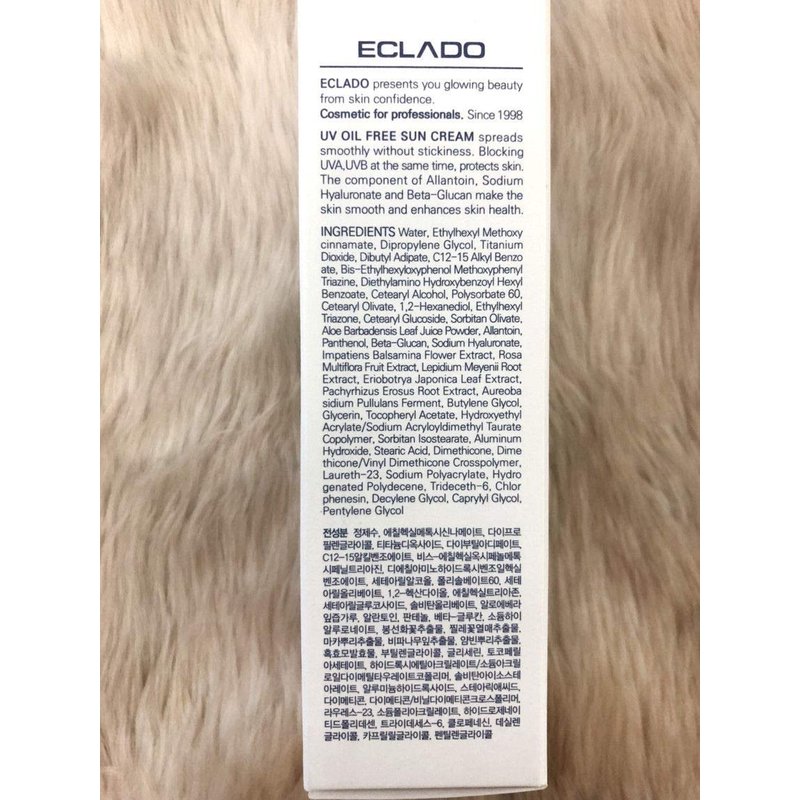 ECLADO
ECLADO presents you glowing beauty
from skin confidence.
Cosmetic for professionals. Since 1998
UV OIL FREE SUN CREAM spreads
smoothly without stickiness. Blocking
UVA,UVB at the same time, protects skin.
The component of Allantoin, Sodium
Hyaluronate and Beta-Glucan make the
skin smooth and enhances skin health.
INGREDIENTS Water, Ethylhexyl Methoxy
cinnamate, Dipropylene Glycol, Titanium
Dioxide, Dibutyl Adipate, C12-15 Alkyl Benzo
ate, Bis-Ethylhexyloxyphenol Methoxyphenyl
Triazine, Diethylamino Hydroxybenzoyl Hexyl
Benzoate, Cetearyl Alcohol, Polysorbate 60,
Cetearyl Olivate, 1,2-Hexanediol, Ethylhexyl
Triazone, Cetearyl Glucoside, Sorbitan Olivate,
Aloe Barbadensis Leaf Juice Powder, Allantoin,
Panthenol, Beta-Glucan, Sodium Hyaluronate,
Impatiens Balsamina Flower Extract, Rosa
Multiflora Fruit Extract, Lepidium Meyenii Root
Extract, Eriobotrya Japonica Leaf Extract,
Pachyrhizus Erosus Root Extract, Aureoba
sidium Pullulans Ferment, Butylene Glycol,
Glycerin, Tocopheryl Acetate, Hydroxyethyl
Acrylate/Sodium Acryloyldimethyl Taurate
Copolymer, Sorbitan Isostearate, Aluminum
Hydroxide, Stearic Acid, Dimethicone, Dime
thicone/Vinyl Dimethicone Crosspolymer,
Laureth-23, Sodium Polyacrylate, Hydro
genated Polydecene, Trideceth-6, Chlor
phenesin, Decylene Glycol, Caprylyl Glycol,
Pentylene Glycol
전성분 정제수, 에칠헥실메톡시신나메이트, 다이프로
필렌글라이콜, 티타늄디옥사이드, 다이부틸아디페이트,
C12-15알킬벤조에이트, 비스-에칠헥실옥시페놀메톡
시페닐트리아진, 디에칠아미노하이드록시벤조일헥실
벤조에이트, 세테아릴알코올, 폴리솔베이트60, 세테
아릴올리베이트, 1,2-헥산다이올, 에칠헥실트리아존,
세테아릴글루코사이드, 솔비탄올리베이트, 알로에베라
잎즙가루, 알란토인, 판테놀, 베타-글루칸, 소듐하이
알루로네이트, 봉선화꽃추출물, 찔레꽃열매추출물,
마카뿌리추출물, 비파나무잎추출물, 얌빈뿌리추출물,
흑효모발효물, 부틸렌글라이콜, 글리세린, 토코페릴
아세테이트, 하이드록시에틸아크릴레이트/소듐아크릴
로일다이메틸타우레이트코폴리머, 솔비탄아이소스테
아레이트, 알루미늄하이드록사이드, 스테아릭애씨드,
다이메티콘, 다이메티콘/비닐다이메티콘크로스폴리머,
라우레스-23, 소듐폴리아크릴레이트, 하이드로제네이
티드폴리데센, 트라이데세스-6, 클로페네신, 데실렌
글라이콜, 카프릴릴글라이콜, 펜틸렌글라이콜